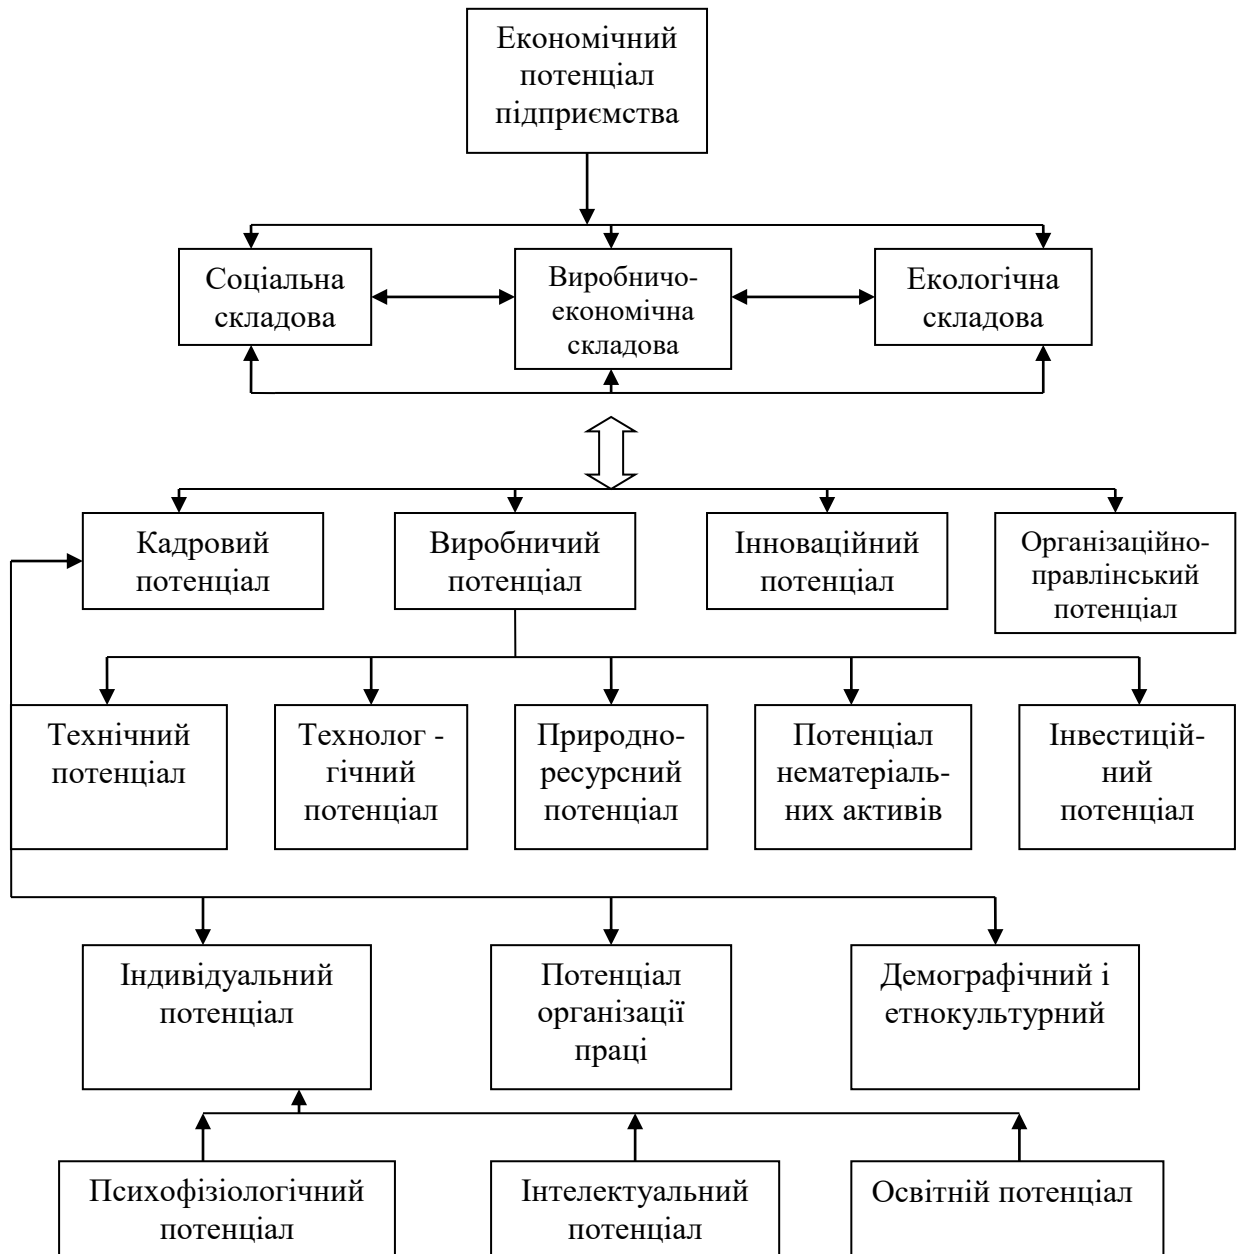 Економічний
потенціал
підприємства
Соціальна
складова
Виробничо-
економічна
складова
Екологічна
складова
Кадровий
потенціал
Виробничий
потенціал
Інноваційний
потенціал
Організаційно-
правлінський
потенціал
Технічний
потенціал
Технолог -
гічний
потенціал
Природно-
ресурсний
потенціал
Потенціал
нематеріаль-
них активів
Інвестицій-
ний
потенціал
Індивідуальний
потенціал
Потенціал
організації
праці
Демографічний і
етнокультурний
Психофізіологічний
потенціал
Інтелектуальний
потенціал
Освітній потенціал